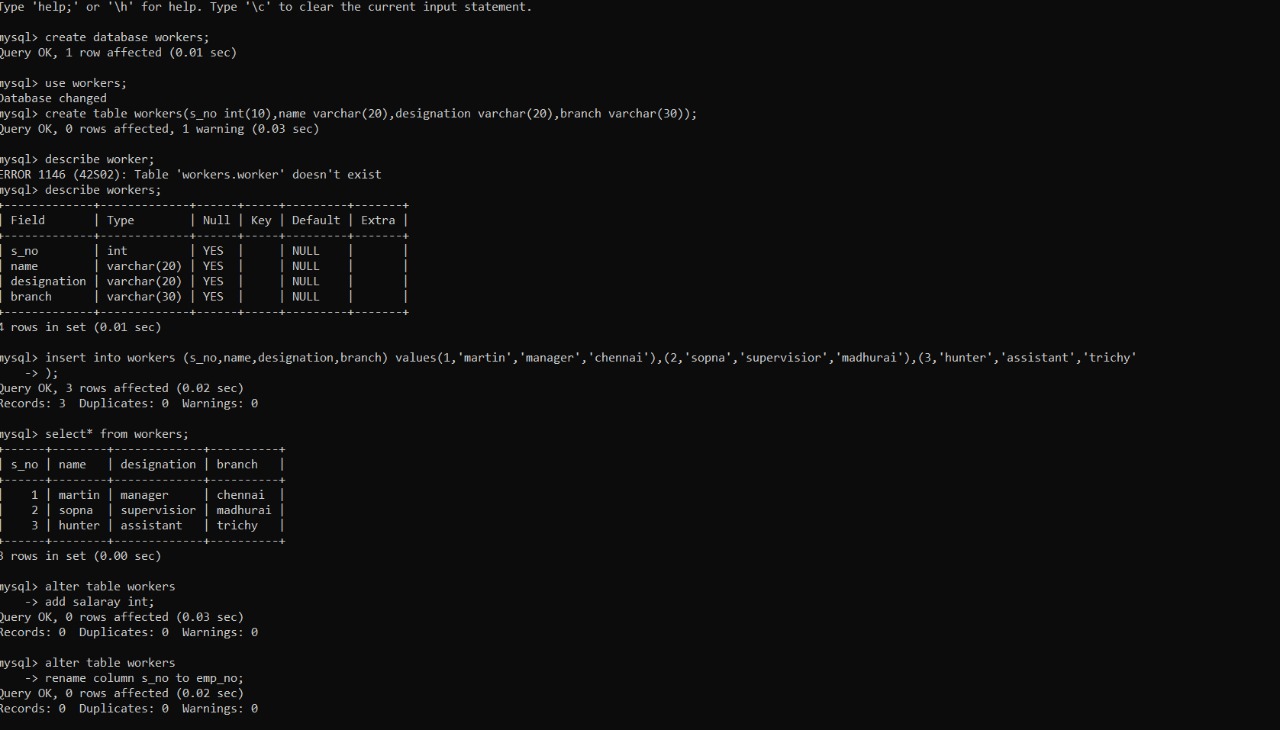 Type 'help;' or '\h' for help. Type '\c' to clear the current input statement.
mysql> create database workers;
Query OK, 1 row affected (0.01 sec)
mysql> use workers;
Database changed
mysql> create table workers(s_no int(10),name varchar(20),designation varchar(20),branch varchar(30));
Query OK, 0 rows affected, 1 warning (0.03 sec)
mysql> describe worker;
ERROR 1146 (42S02): Table 'workers.worker' doesn't exist
mysql> describe workers;
+-------------+-------------+------+-----+---------+-------+
| Field       | Type        | Null | Key | Default | Extra |
+-------------+-------------+------+-----+---------+-------+
| s_no        | int         | YES  |     | NULL    |       |
| name        | varchar(20) | YES  |     | NULL    |       |
| designation | varchar(20) | YES  |     | NULL    |       |
| branch      | varchar(30) | YES  |     | NULL    |       |
+-------------+-------------+------+-----+---------+-------+
4 rows in set (0.01 sec)
mysql> insert into workers (s_no,name,designation,branch) values(1,'martin','manager','chennai'),(2,'sopna','supervisior','madhurai'),(3,'hunter','assistant','trichy'
    -> );
Query OK, 3 rows affected (0.02 sec)
Records: 3  Duplicates: 0  Warnings: 0
mysql> select* from workers;
+------+--------+-------------+----------+
| s_no | name   | designation | branch   |
+------+--------+-------------+----------+
|    1 | martin | manager     | chennai  |
|    2 | sopna  | supervisior | madhurai |
|    3 | hunter | assistant   | trichy   |
+------+--------+-------------+----------+
3 rows in set (0.00 sec)
mysql> alter table workers
    -> add salaray int;
Query OK, 0 rows affected (0.03 sec)
Records: 0  Duplicates: 0  Warnings: 0
mysql> alter table workers
    -> rename column s_no to emp_no;
Query OK, 0 rows affected (0.02 sec)
Records: 0  Duplicates: 0  Warnings: 0